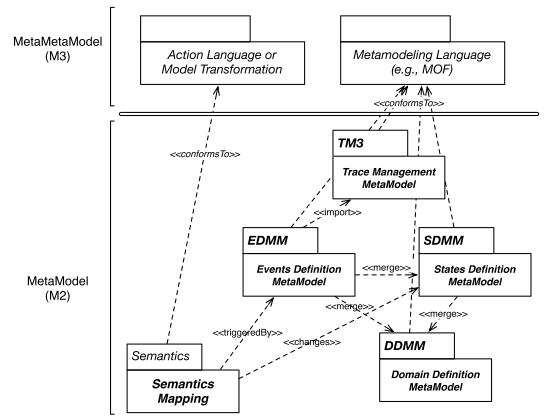 MetaMetaModel
(M3)
Action Language or
Model Transformation
Metamodeling Language
(e.g., MOF)
<<conformsTo>>
<<conformsTo>>
TM3
Trace Management
MetaModel
<<import>>
EDMM
Events Definition
MetaModel
<<merge>>
SDMM
States Definition
MetaModel
MetaModel
(M2)
<<merge>>
<<merge>>
<<triggeredBy>>
<<changes>>
DDMM
Domain Definition
MetaModel
Semantics
Semantics
Mapping